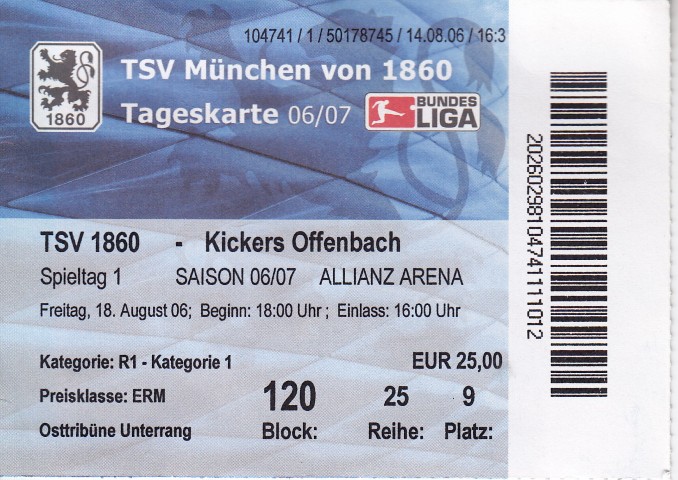 104741 / 1 / 50178745 / 14.08.06 / 16:3
TSV München von 1860
1860
Tageskarte 06/07 BUNDES LIGA
TSV 1860 - Kickers Offenbach
Spieltag 1 SAISON 06/07 ALLIANZ ARENA
Freitag, 18. August 06; Beginn: 18:00 Uhr ; Einlass: 16:00 Uhr
Kategorie: R1 - Kategorie 1 EUR 25,00
Preisklasse: ERM 120 25 9
Osttribüne Unterrang Block: Reihe: Platz:
2026029810474111012